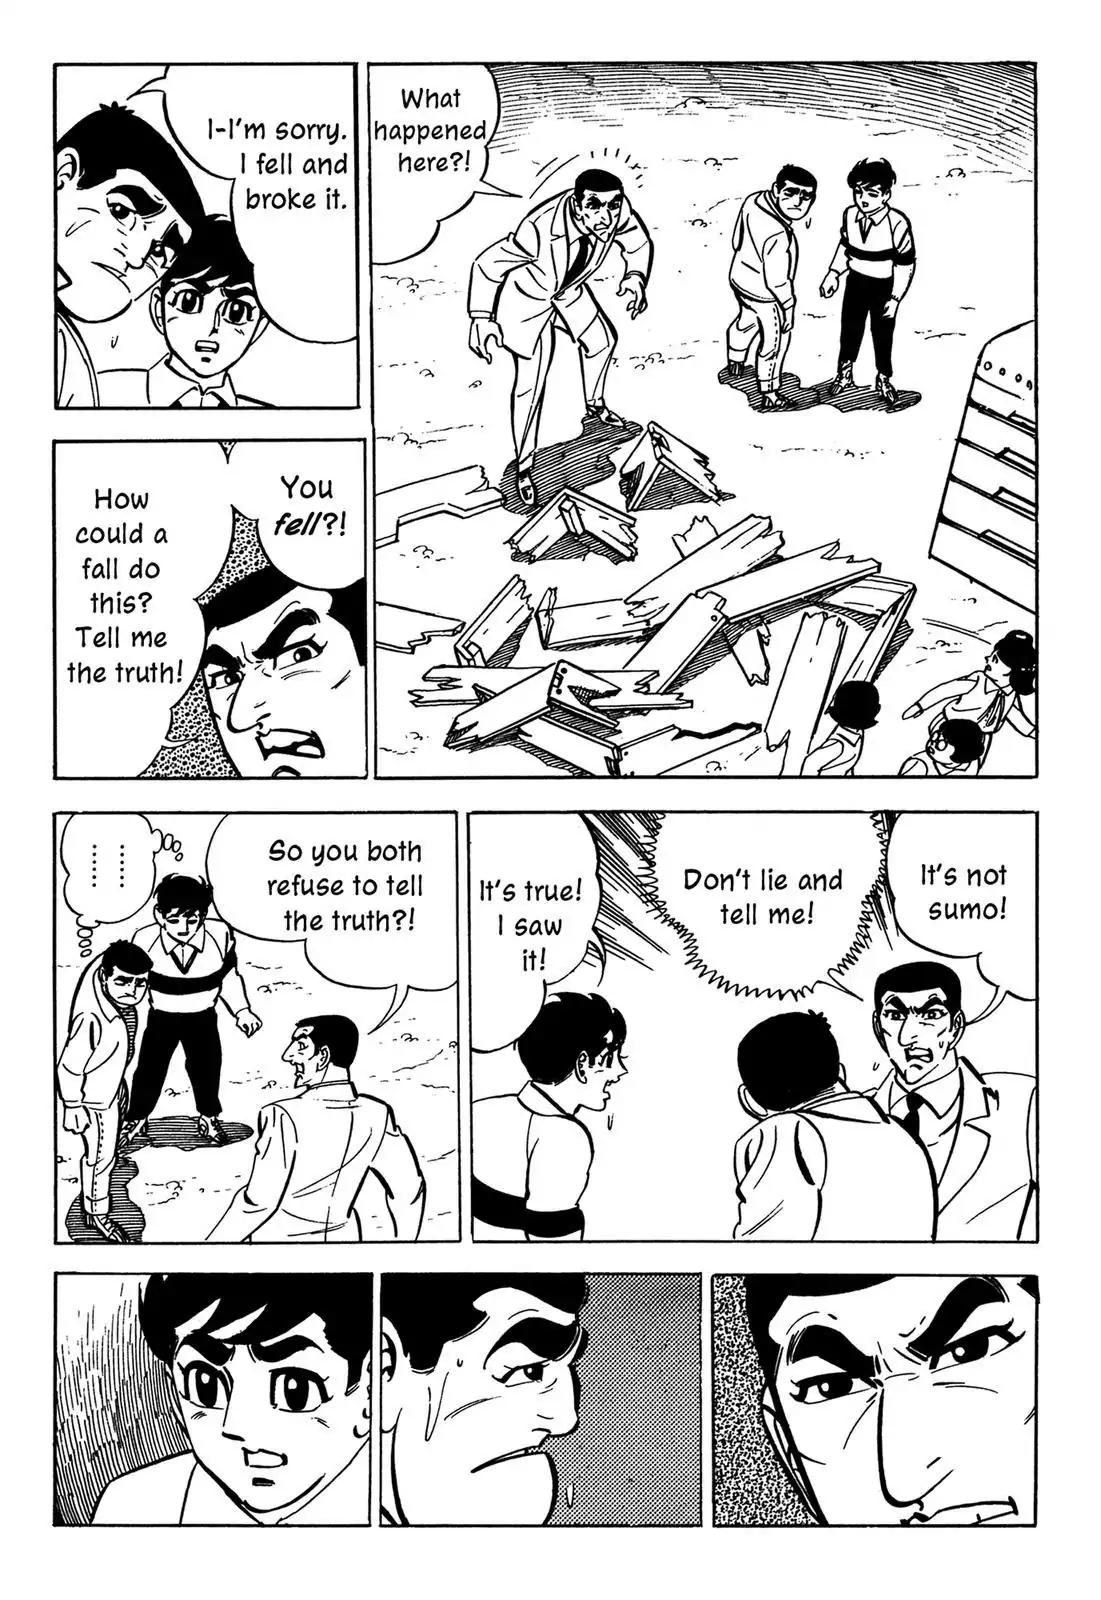 What
happened
here?!
I-I'm sorry.
I fell and
broke it.
You
fell?!
How
could a
fall do
this?
Tell me
the truth!
It's not
sumo!
Don't lie and
tell me!
It's true!
I saw
it!
So you both
refuse to tell
the truth?!